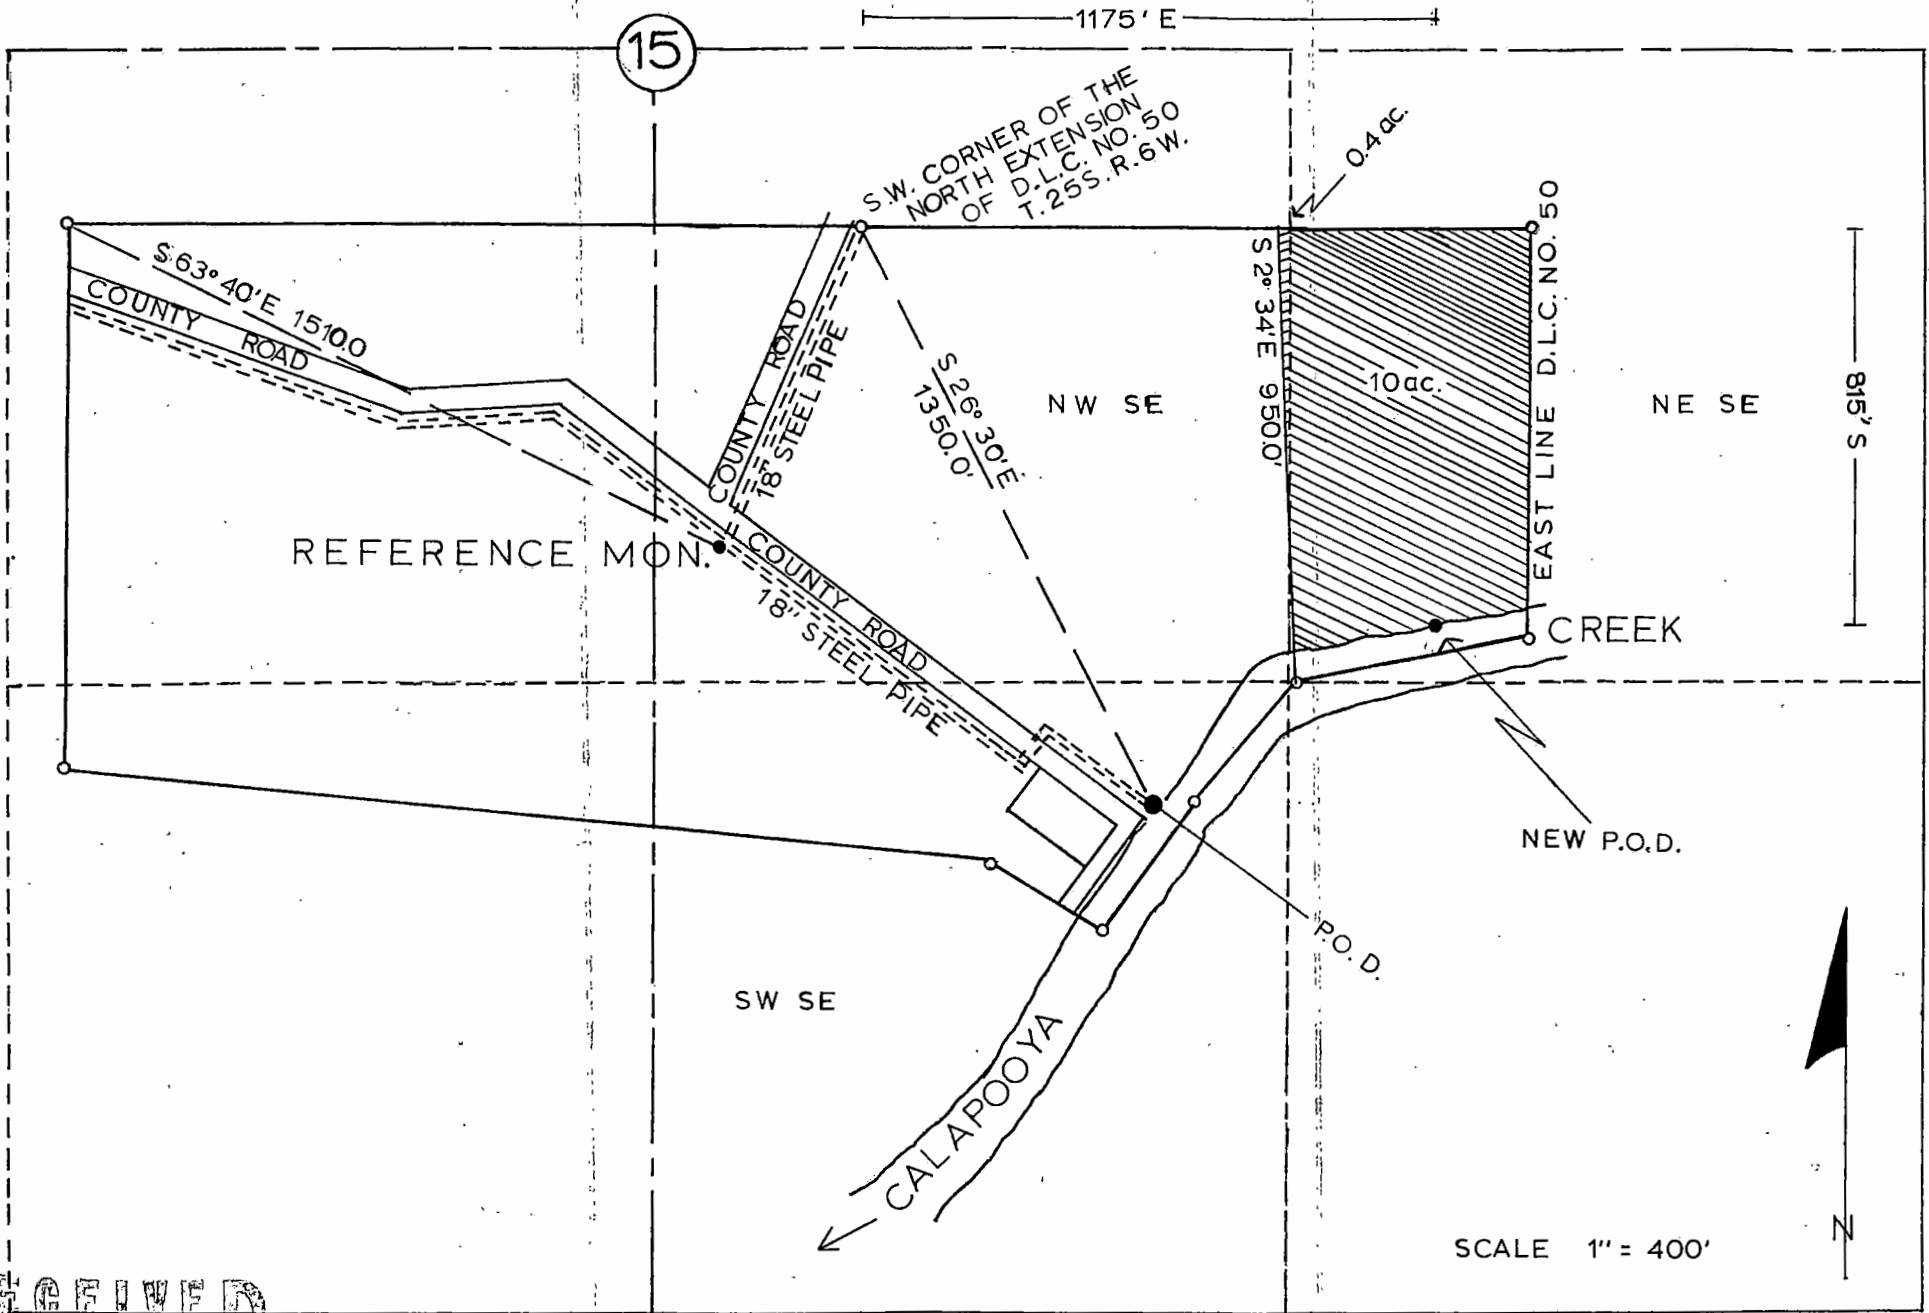 1175' E
15
S.W. CORNER OF THE
NORTH EXTENSION
OF D.L.C. NO. 50
T.25S. R.6W.
0.4 ac.
S 63° 40'E 1510.0
COUNTY ROAD
COUNTY ROAD
18" STEEL PIPE
S 26° 30'E
1350.0'
NW SE
S 2° 34'E 950.0'
10 ac.
EAST LINE D.L.C. NO. 50
NE SE
815' S
REFERENCE MON.
COUNTY ROAD
18" STEEL PIPE
CREEK
NEW P.O.D.
P.O.D.
SW SE
CALAPOOYA
SCALE 1" = 400'
N
ECEIVED